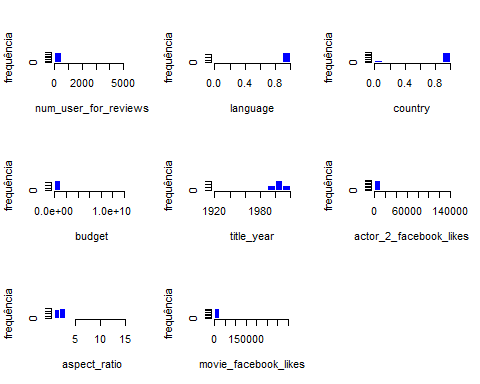 frequência
0
0 2000 5000
num_user_for_reviews
frequência
0
0.0 0.4 0.8
language
frequência
0
0.0 0.4 0.8
country
frequência
0
0.0e+00 1.0e+10
budget
frequência
0
1920 1980
title_year
frequência
0
0 60000 140000
actor_2_facebook_likes
frequência
0
5 10 15
aspect_ratio
frequência
0
0 150000
movie_facebook_likes